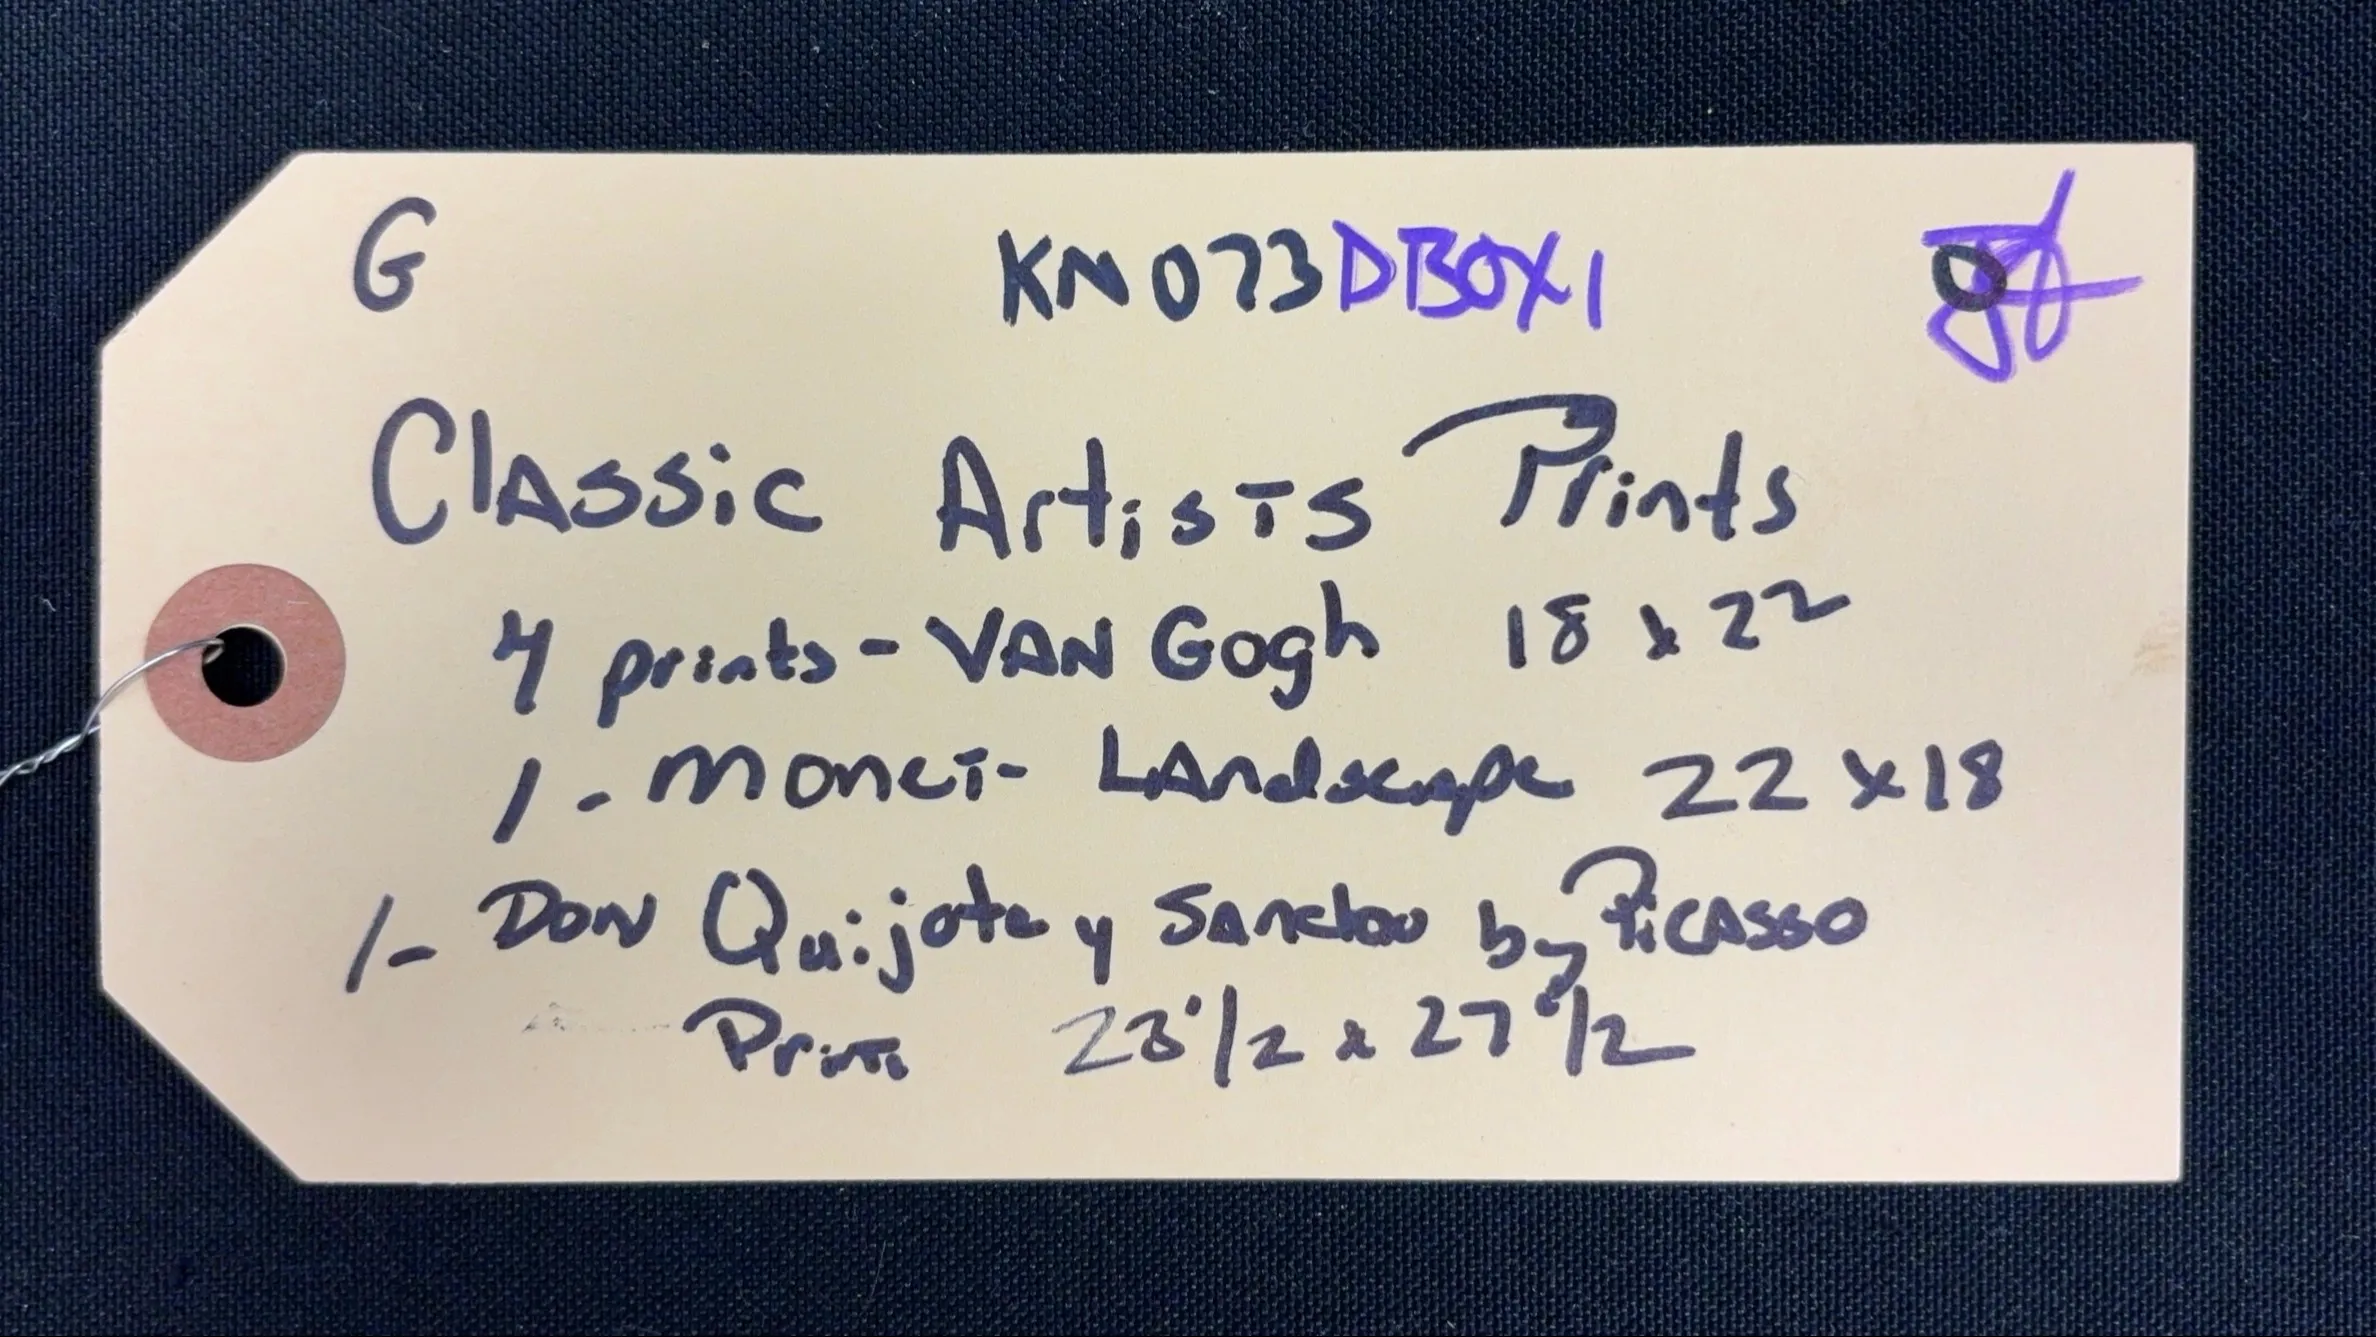 G KN073DBOX1
Classic Artists Prints
4 prints - VAN Gogh 18 x 22
1 - Monet - Landscape 22 x 18
1 - Don Quijote y Sancho by Picasso
Print 23 1/2 x 27 1/2